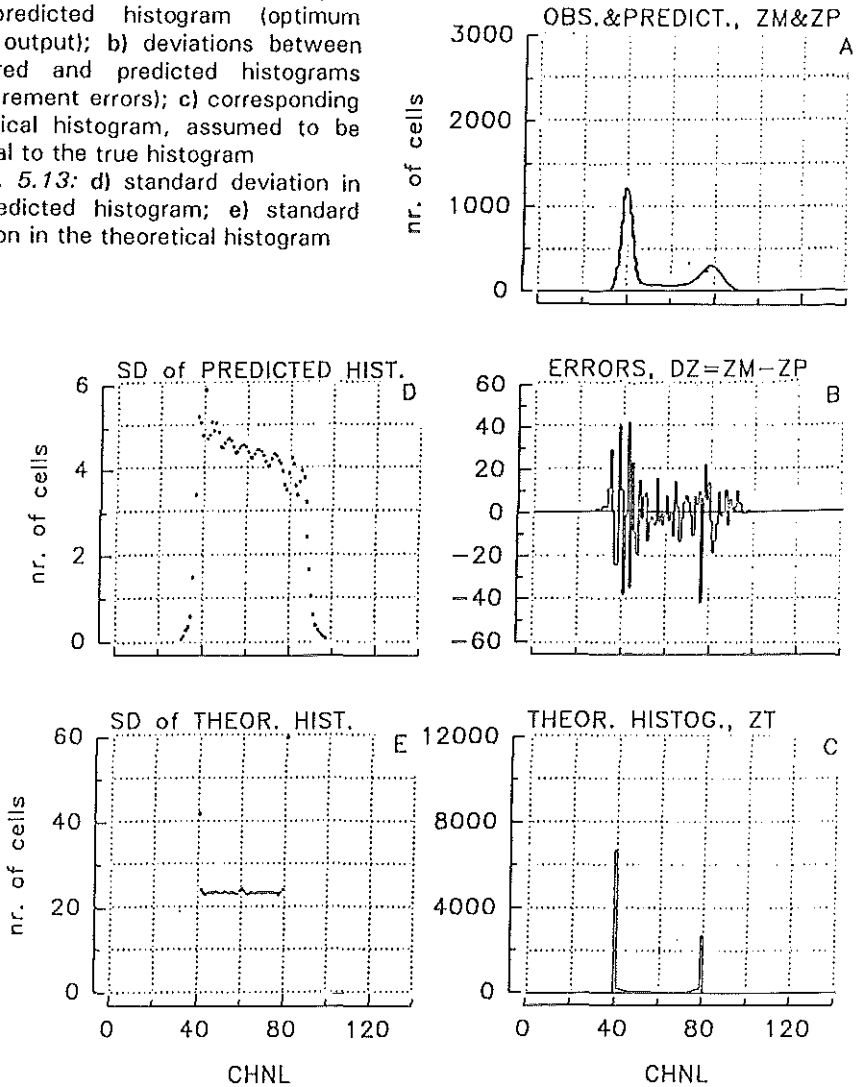 predicted histogram (optimum
output); b) deviations between
red and predicted histograms
rement errors); c) corresponding
ical histogram, assumed to be
al to the true histogram
. 5.13: d) standard deviation in
edicted histogram; e) standard
on in the theoretical histogram
OBS.&PREDICT., ZM&ZP
A
3000
2000
1000
0
nr. of cells
SD of PREDICTED HIST.
D
6
4
2
0
nr. of cells
ERRORS, DZ=ZM−ZP
B
60
40
20
0
−20
−40
−60
SD of THEOR. HIST.
E
60
40
20
0
nr. of cells
0 40 80 120
CHNL
THEOR. HISTOG., ZT
C
12000
8000
4000
0
0 40 80 120
CHNL